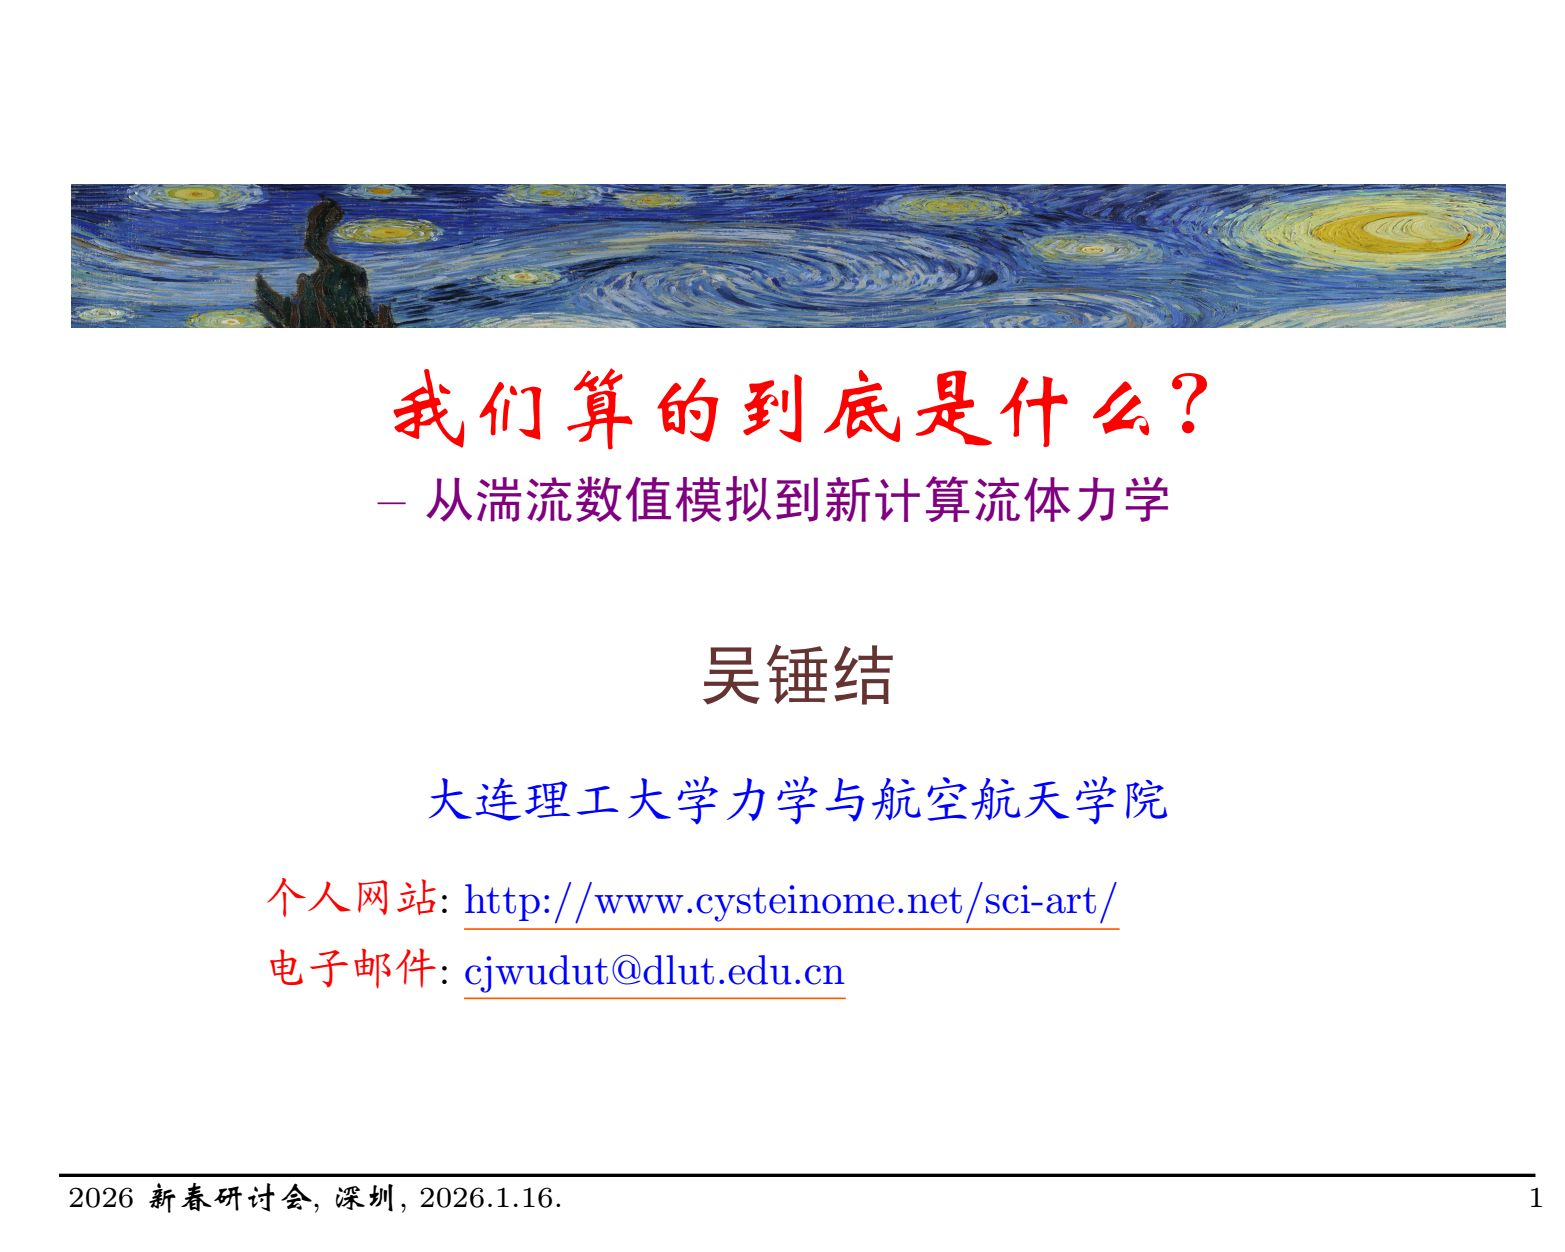 我们算的到底是什么?
– 从湍流数值模拟到新计算流体力学
吴锤结
大连理工大学力学与航空航天学院
个人网站: http://www.cysteinome.net/sci-art/
电子邮件: cjwudut@dlut.edu.cn
2026 新春研讨会, 深圳, 2026.1.16. 1